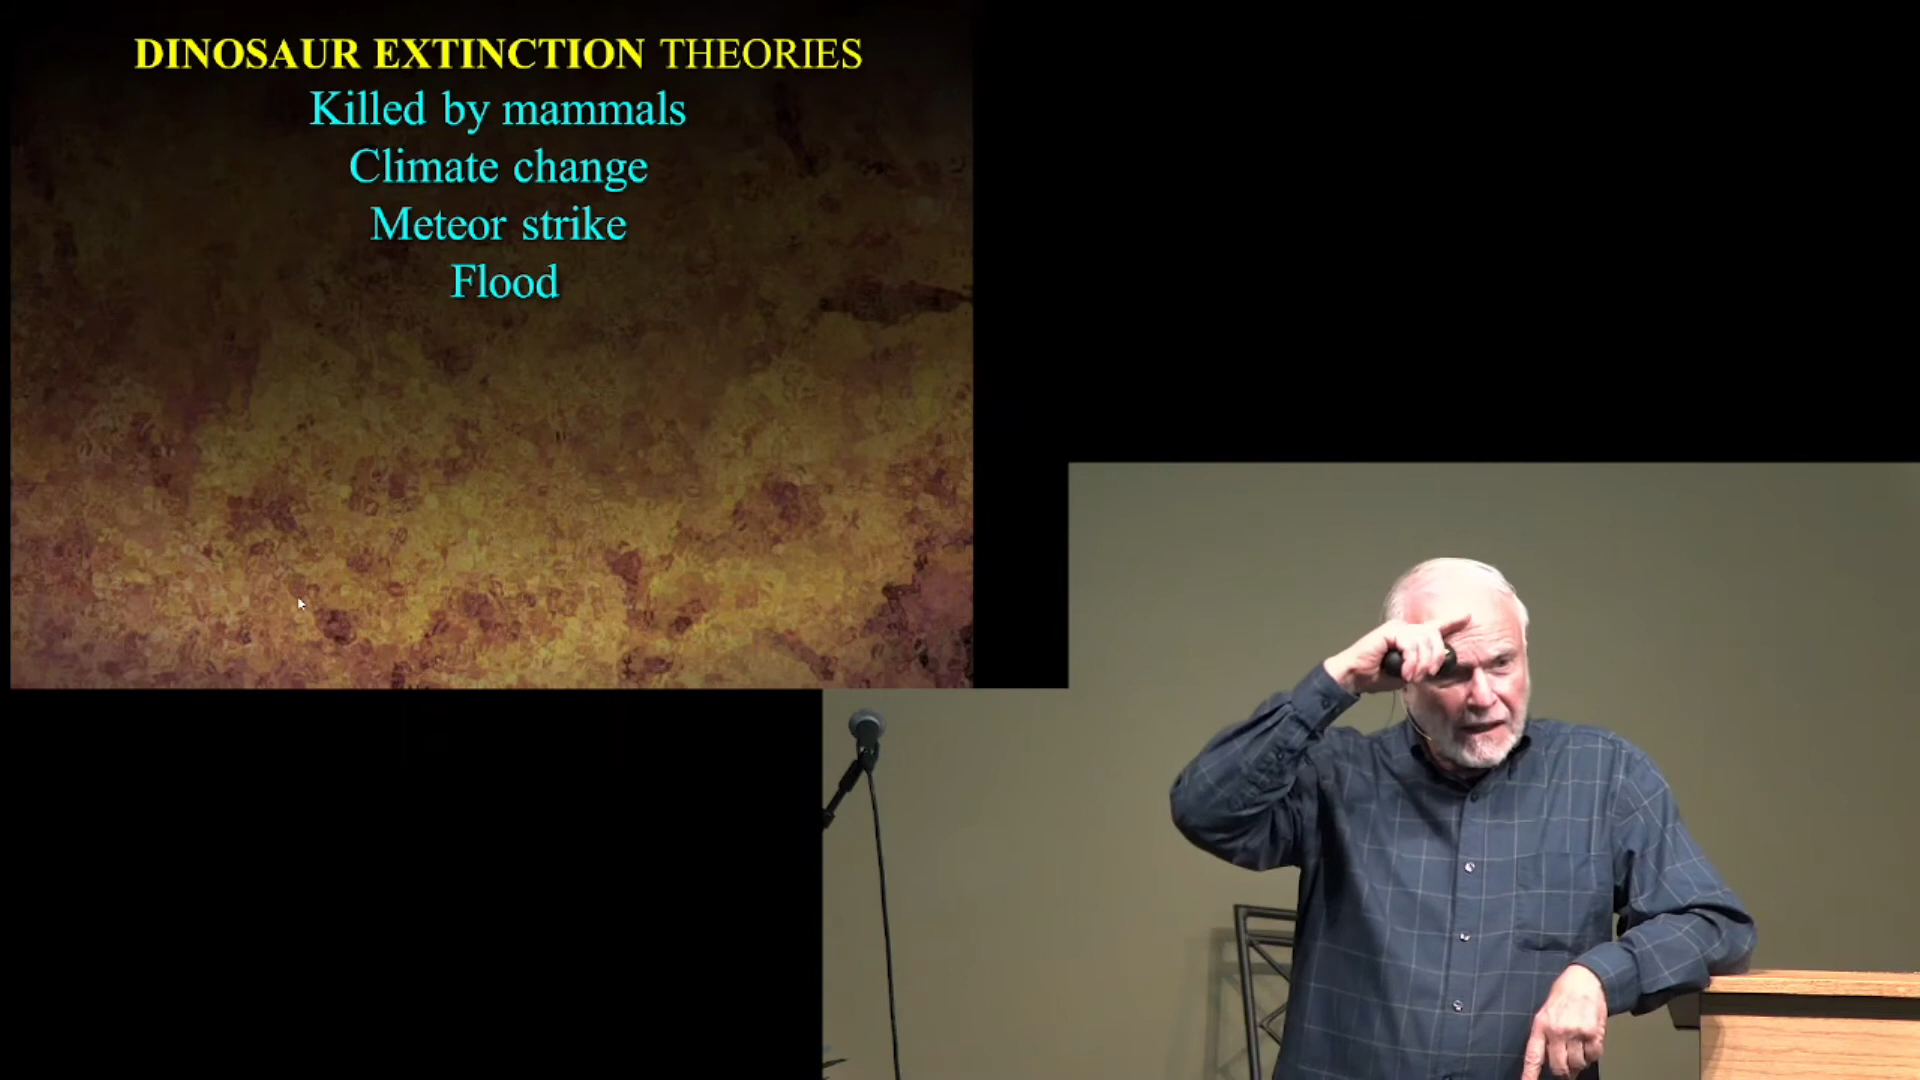 DINOSAUR EXTINCTION THEORIES
Killed by mammals
Climate change
Meteor strike
Flood